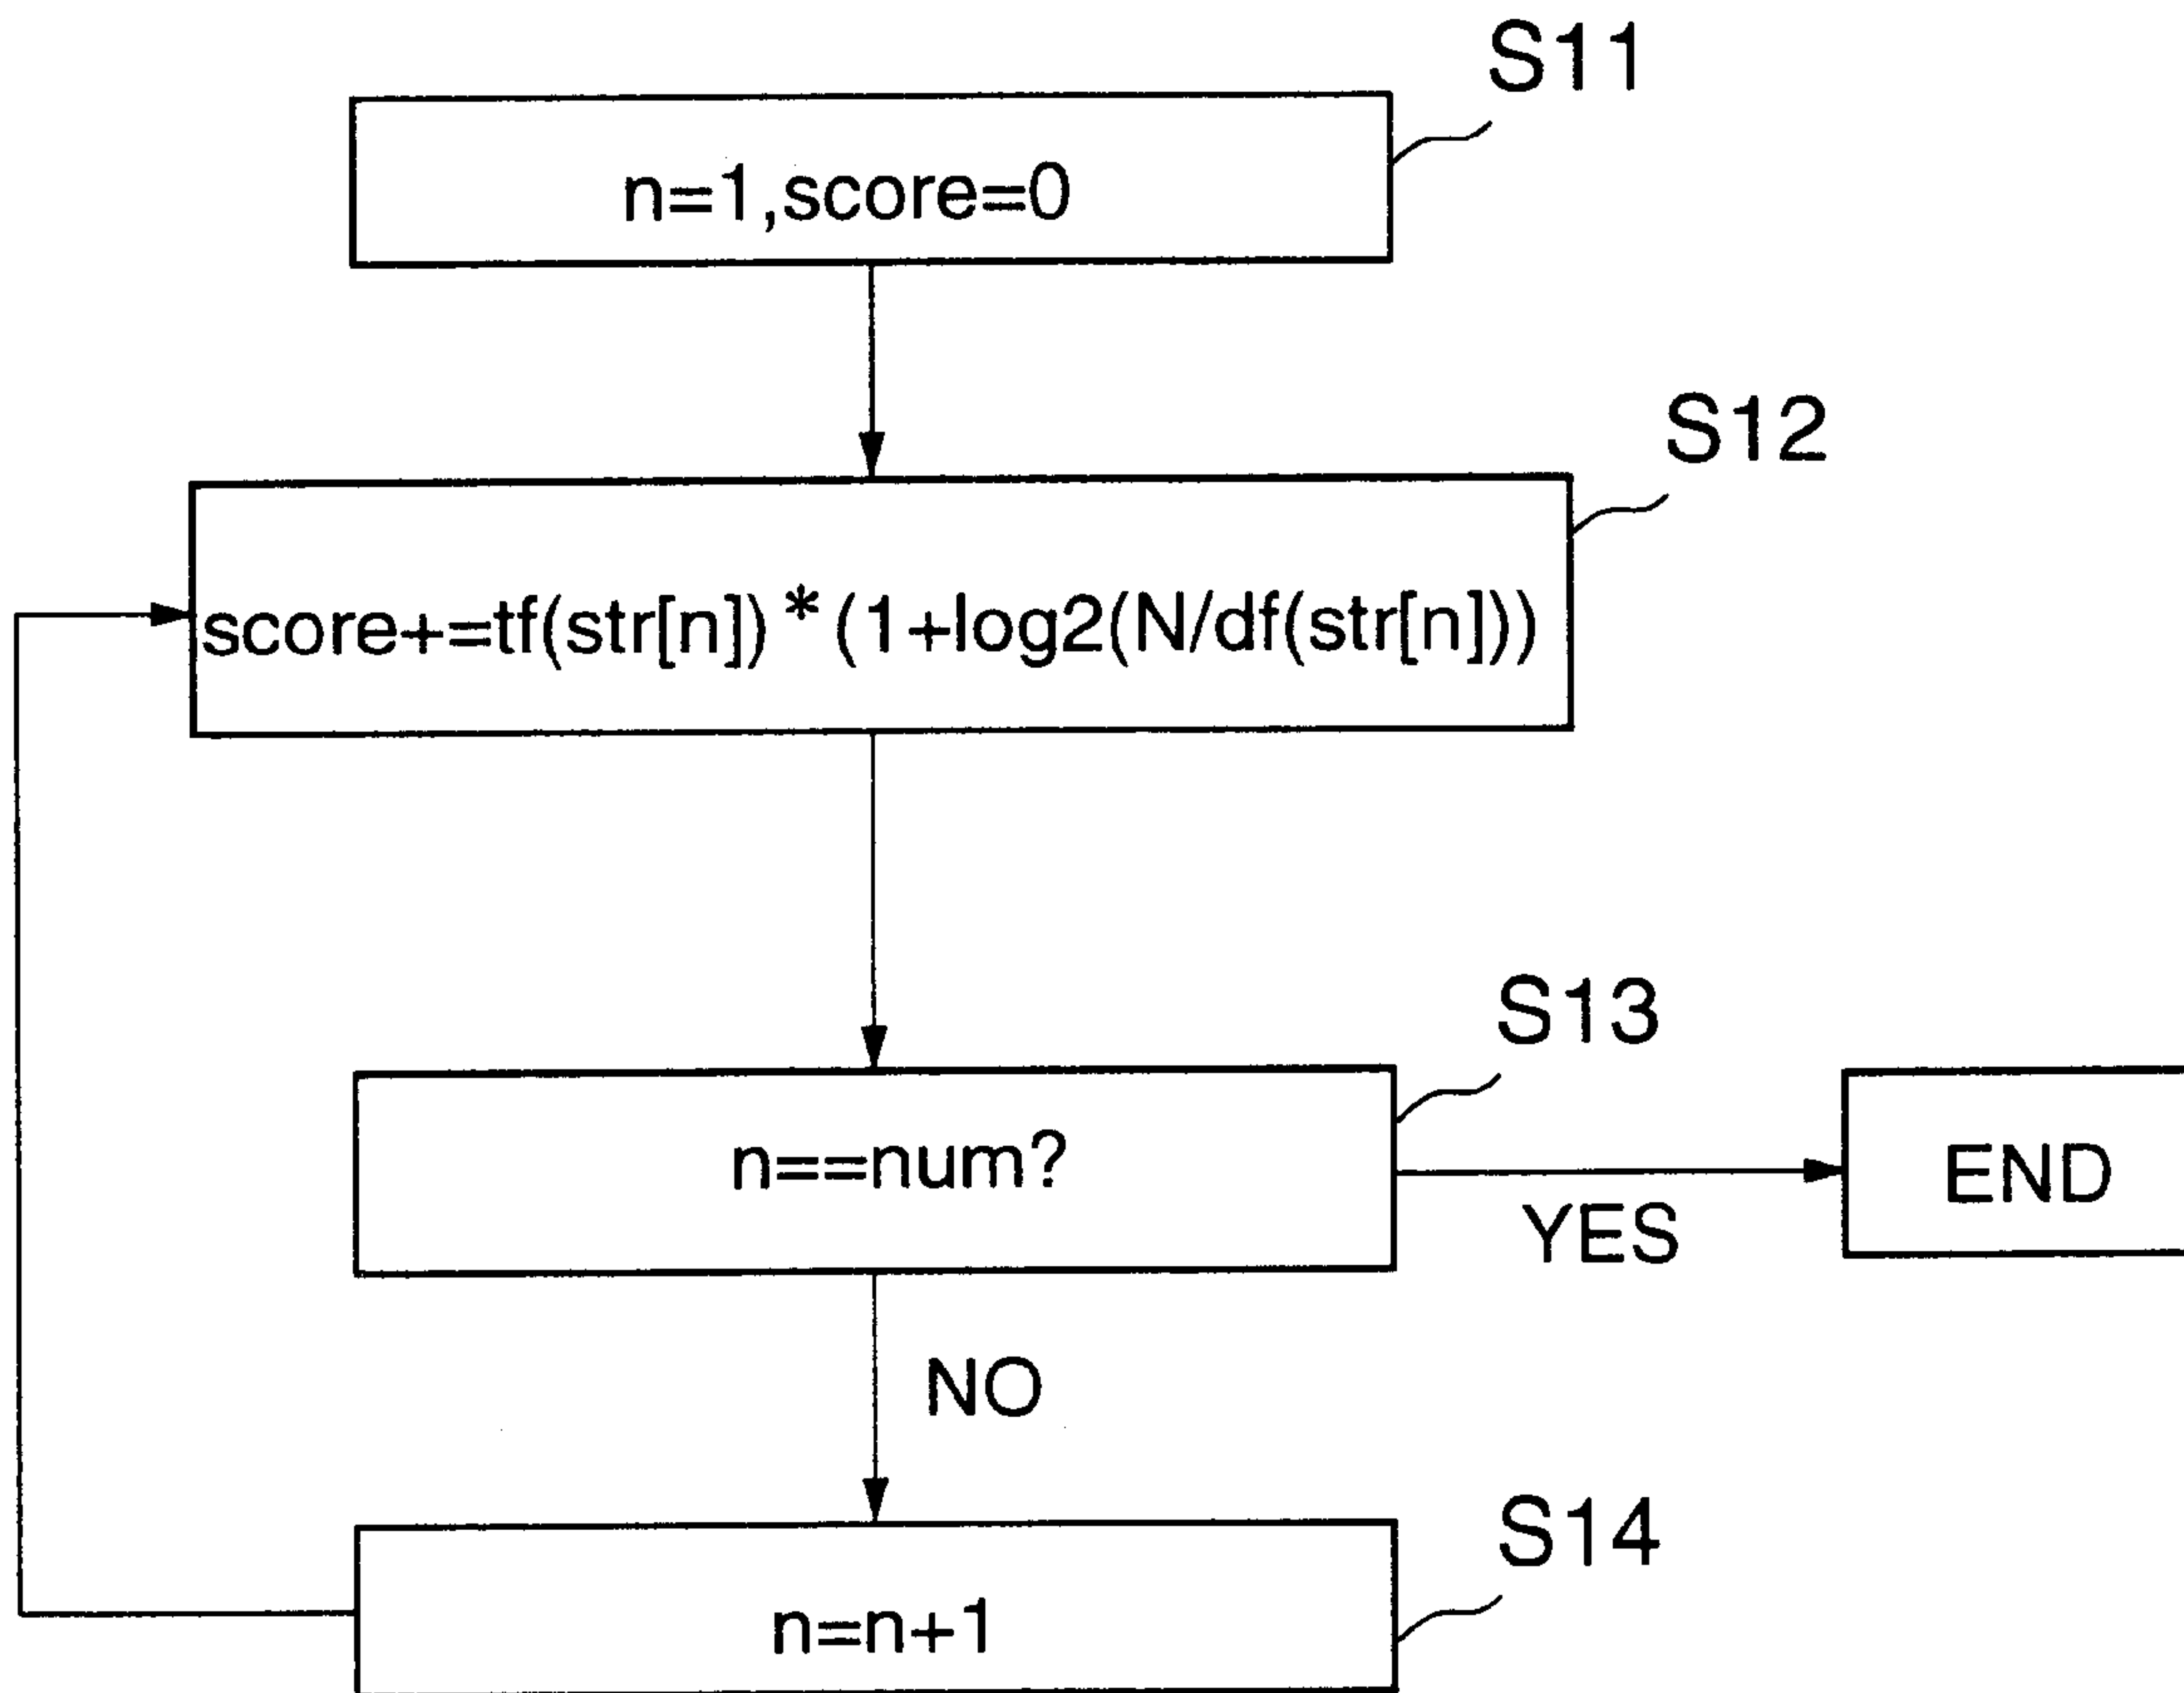 S11
n=1,score=0
S12
score+=tf(str[n])*(1+log2(N/df(str[n]))
S13
n==num?
YES
END
NO
S14
n=n+1